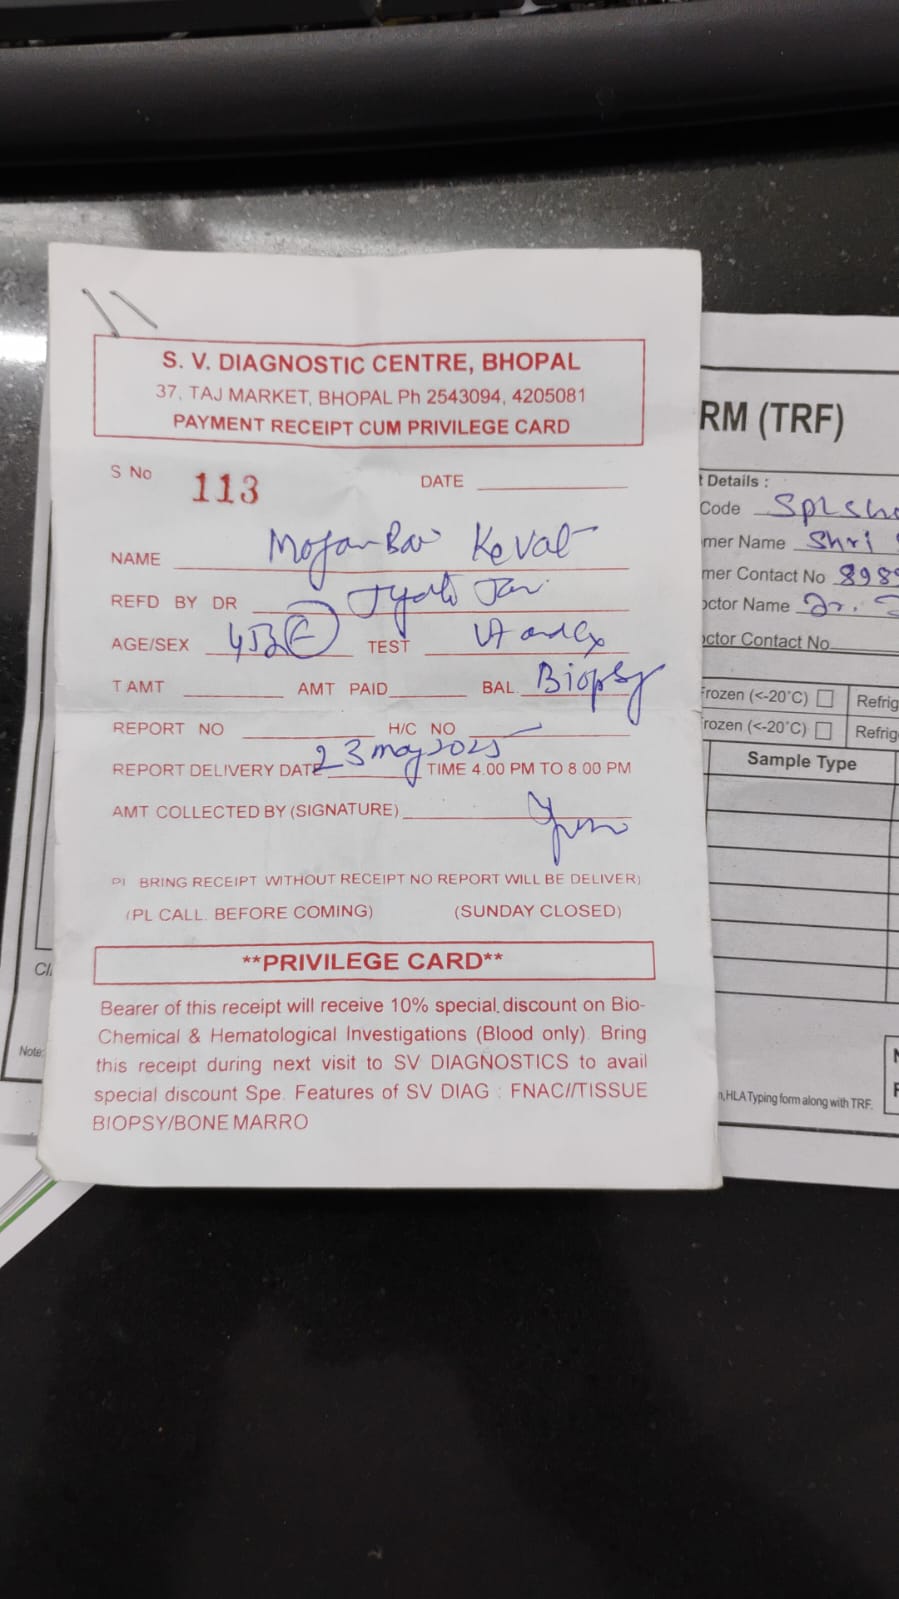 S. V. DIAGNOSTIC CENTRE, BHOPAL
37, TAJ MARKET, BHOPAL Ph 2543094, 4205081
PAYMENT RECEIPT CUM PRIVILEGE CARD
S No 113 DATE
NAME Keval
REFD BY DR Jyoti
AGE/SEX F TEST
T AMT AMT PAID BAL. Biopsy
REPORT NO H/C NO
REPORT DELIVERY DATE 23 may 2025 TIME 4.00 PM TO 8.00 PM
AMT COLLECTED BY (SIGNATURE)
PL BRING RECEIPT WITHOUT RECEIPT NO REPORT WILL BE DELIVER)
(PL CALL. BEFORE COMING) (SUNDAY CLOSED)
**PRIVILEGE CARD**
Bearer of this receipt will receive 10% special discount on Bio-
Chemical & Hematological Investigations (Blood only). Bring
this receipt during next visit to SV DIAGNOSTICS to avail
special discount Spe. Features of SV DIAG : FNAC//TISSUE
BIOPSY/BONE MARRO
RM (TRF)
t Details :
Code
mer Name Shri
mer Contact No 898
octor Name Dr.
ctor Contact No.
Frozen (<-20°C) Refrig
rozen (<-20°C) Refrig
Sample Type
Note:
n, HLA Typing form along with TRF.